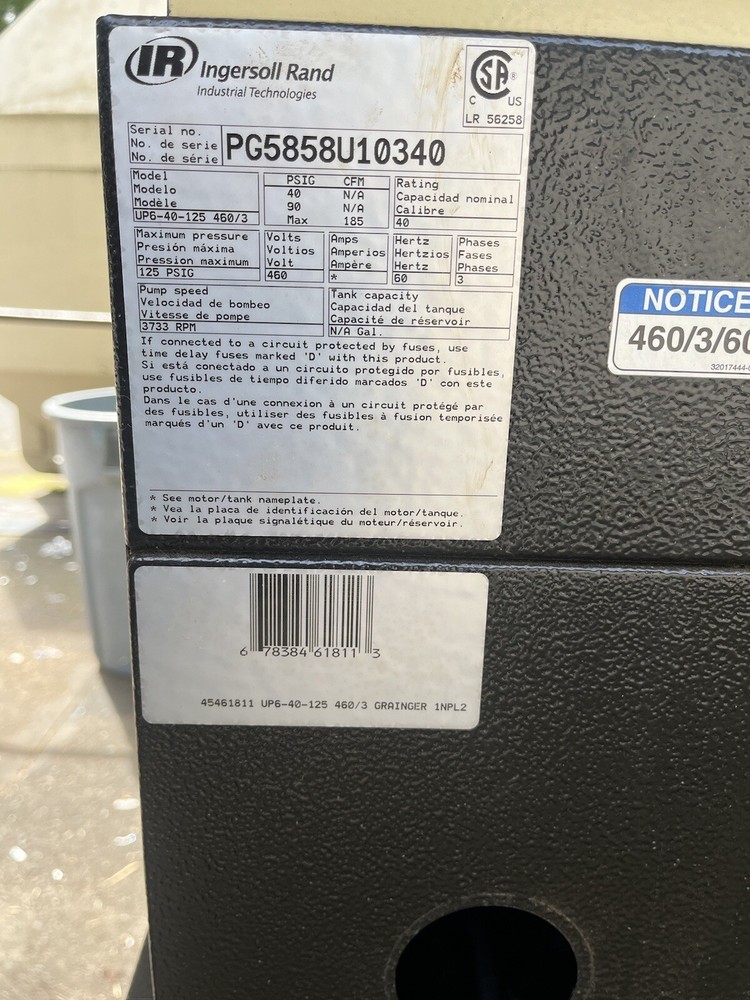 IR Ingersoll Rand
Industrial Technologies
SA
C US
LR 56258
Serial no.
No. de serie
No. de série
PG5858U10340
Model
Modelo
Modèle
UP6-40-125 460/3
PSIG CFM
40 N/A
90 N/A
Max 185
Rating
Capacidad nominal
Calibre
40
Maximum pressure
Presión máxima
Pression maximum
125 PSIG
Volts
Voltios
Volt
460
Amps
Amperios
Ampère
*
Hertz
Hertzios
Hertz
60
Phases
Fases
Phases
3
Pump speed
Velocidad de bombeo
Vitesse de pompe
3733 RPM
Tank capacity
Capacidad del tanque
Capacité de réservoir
N/A Gal.
If connected to a circuit protected by fuses, use
time delay fuses marked 'D' with this product.
Si está conectado a un circuito protegido por fusibles,
use fusibles de tiempo diferido marcados 'D' con este
producto.
Dans le cas d'une connexion à un circuit protégé par
des fusibles, utiliser des fusibles à fusion temporisée
marqués d'un 'D' avec ce produit.
* See motor/tank nameplate.
* Vea la placa de identificación del motor/tanque.
* Voir la plaque signalétique du moteur/réservoir.
NOTICE
460/3/60
32017444-
6 78384 61811 3
45461811 UP6-40-125 460/3 GRAINGER 1NPL2